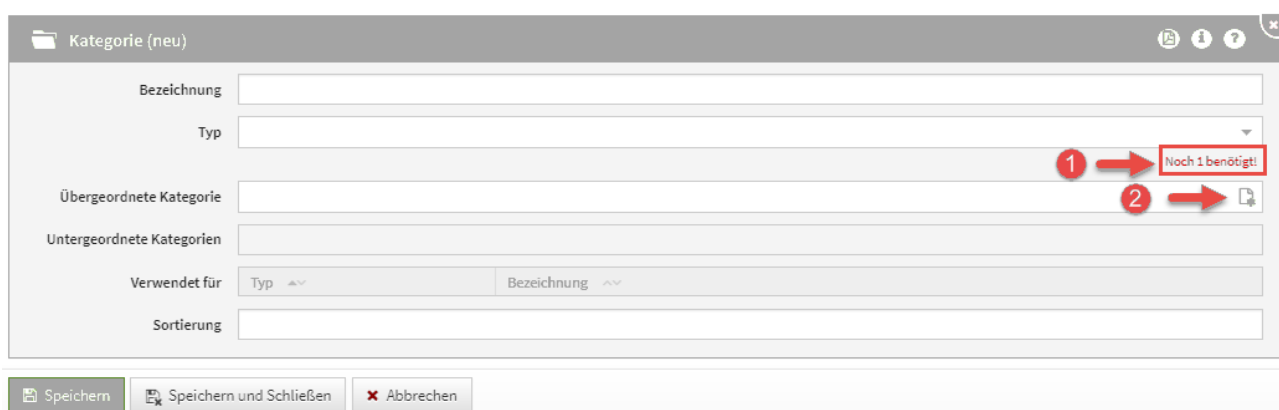 Kategorie (neu)
Bezeichnung
Typ
1 Noch 1 benötigt!
Übergeordnete Kategorie
2
Untergeordnete Kategorien
Verwendet für Typ Bezeichnung
Sortierung
Speichern Speichern und Schließen Abbrechen